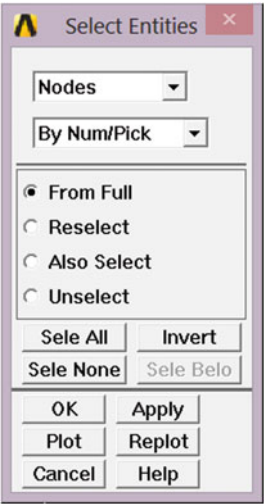 Select Entities
Nodes
By Num/Pick
From Full
Reselect
Also Select
Unselect
Sele All Invert
Sele None Sele Belo
OK Apply
Plot Replot
Cancel Help